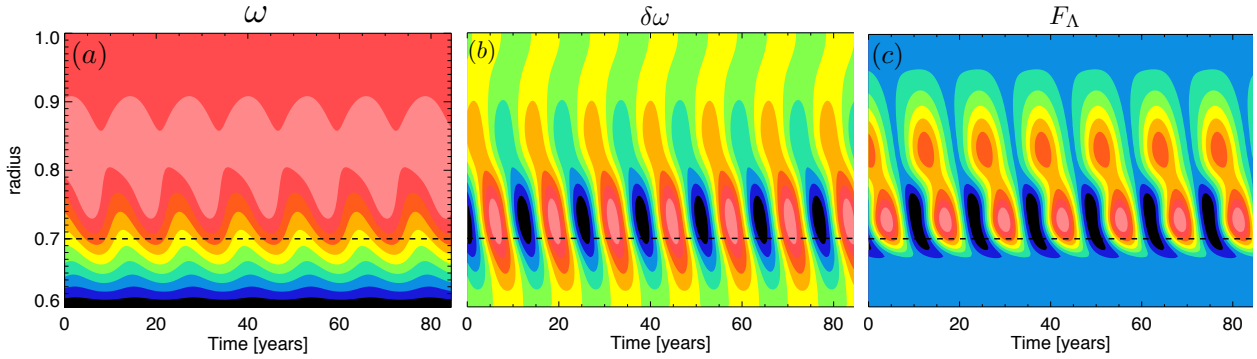 ω δω F_Λ
(a) (b) (c)
1.0
0.9
0.8
0.7
0.6
radius
0 20 40 60 80 0 20 40 60 80 0 20 40 60 80
Time [years] Time [years] Time [years]